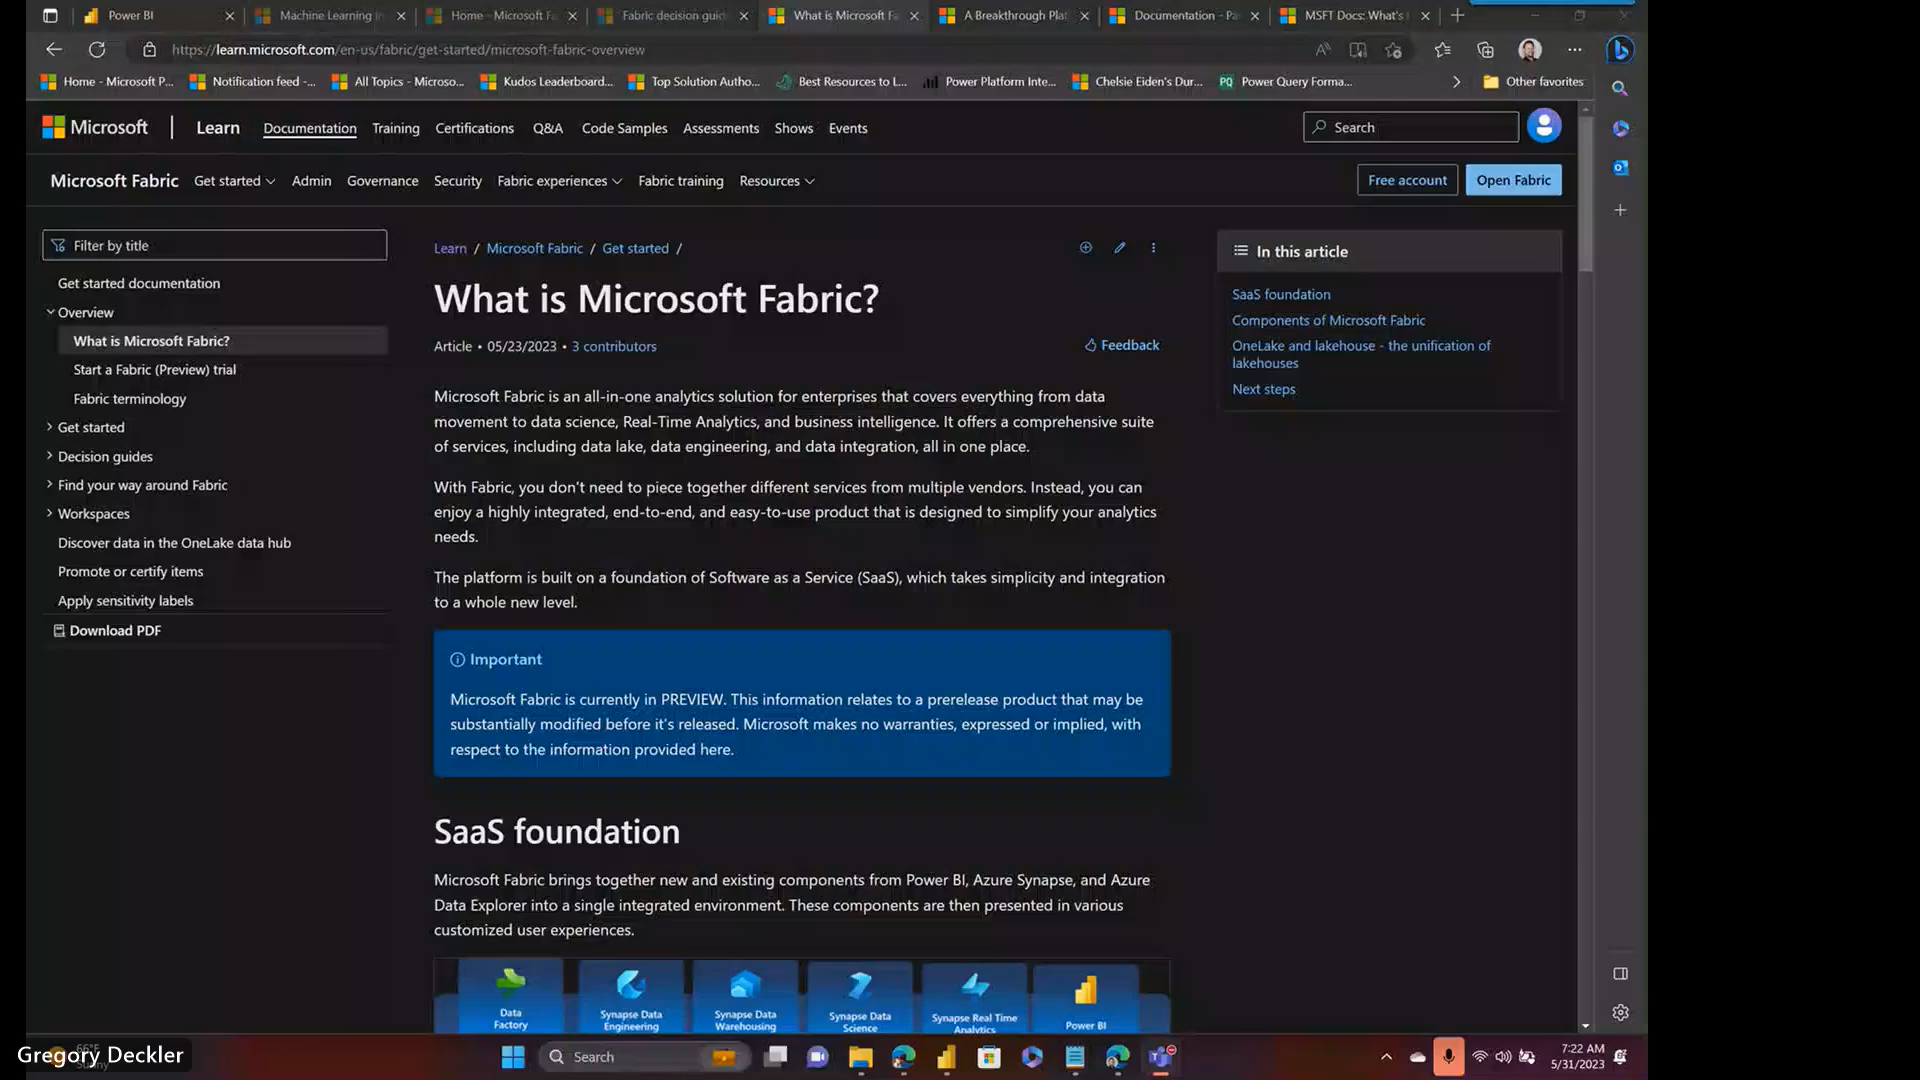 Power BI
Machine Learning in
Home - Microsoft Fa
Fabric decision guid
What is Microsoft Fa
A Breakthrough Plat
Documentation - Pa
MSFT Docs: What's
https://learn.microsoft.com/en-us/fabric/get-started/microsoft-fabric-overview
Home - Microsoft P...
Notification feed -...
All Topics - Microso...
Kudos Leaderboard...
Top Solution Autho...
Best Resources to L...
Power Platform Inte...
Chelsie Eiden's Dur...
PQ
Power Query Forma...
Other favorites
Microsoft
Learn
Documentation
Training
Certifications
Q&A
Code Samples
Assessments
Shows
Events
Search
Microsoft Fabric
Get started
Admin
Governance
Security
Fabric experiences
Fabric training
Resources
Free account
Open Fabric
Filter by title
Get started documentation
Overview
What is Microsoft Fabric?
Start a Fabric (Preview) trial
Fabric terminology
Get started
Decision guides
Find your way around Fabric
Workspaces
Discover data in the OneLake data hub
Promote or certify items
Apply sensitivity labels
Download PDF
Learn / Microsoft Fabric / Get started /
What is Microsoft Fabric?
Article • 05/23/2023 • 3 contributors
Feedback
Microsoft Fabric is an all-in-one analytics solution for enterprises that covers everything from data
movement to data science, Real-Time Analytics, and business intelligence. It offers a comprehensive suite
of services, including data lake, data engineering, and data integration, all in one place.
With Fabric, you don't need to piece together different services from multiple vendors. Instead, you can
enjoy a highly integrated, end-to-end, and easy-to-use product that is designed to simplify your analytics
needs.
The platform is built on a foundation of Software as a Service (SaaS), which takes simplicity and integration
to a whole new level.
Important
Microsoft Fabric is currently in PREVIEW. This information relates to a prerelease product that may be
substantially modified before it's released. Microsoft makes no warranties, expressed or implied, with
respect to the information provided here.
SaaS foundation
Microsoft Fabric brings together new and existing components from Power BI, Azure Synapse, and Azure
Data Explorer into a single integrated environment. These components are then presented in various
customized user experiences.
Data
Factory
Synapse Data
Engineering
Synapse Data
Warehousing
Synapse Data
Science
Synapse Real Time
Analytics
Power BI
In this article
SaaS foundation
Components of Microsoft Fabric
OneLake and lakehouse - the unification of
lakehouses
Next steps
66°F
Sunny
Gregory Deckler
Search
7:22 AM
5/31/2023